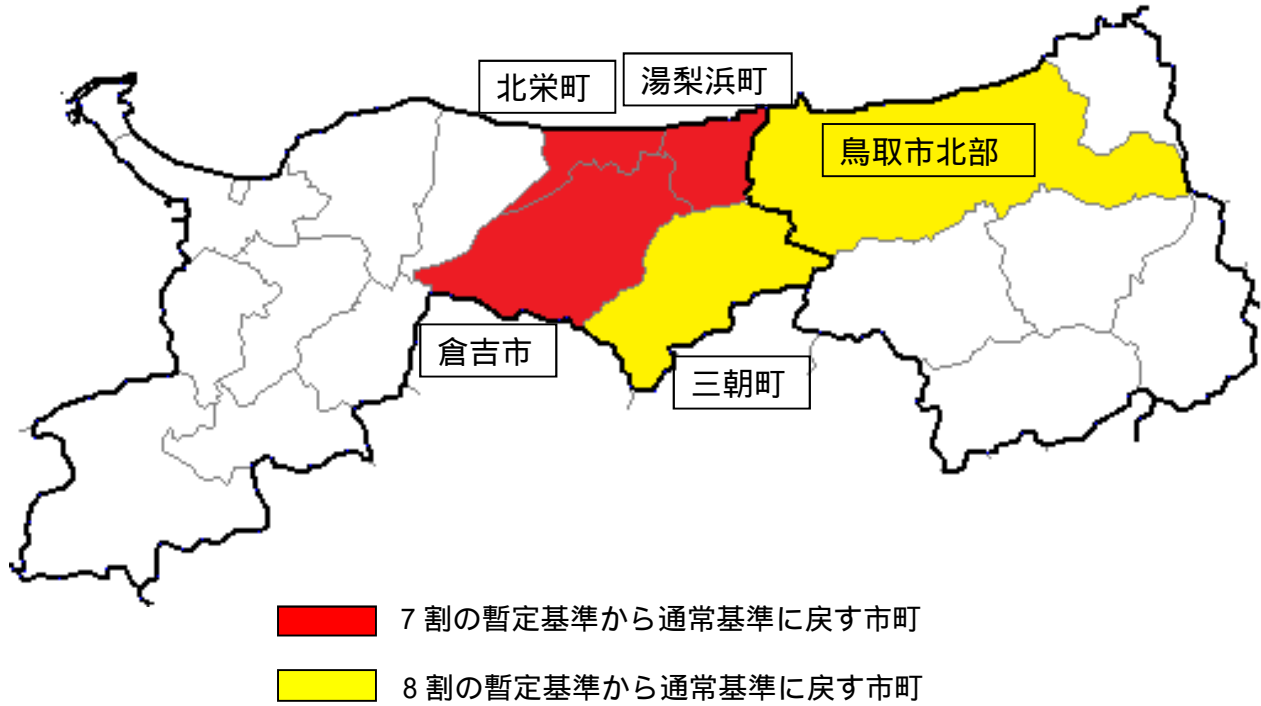 北栄町
湯梨浜町
鳥取市北部
倉吉市
三朝町
7割の暫定基準から通常基準に戻す市町
8割の暫定基準から通常基準に戻す市町